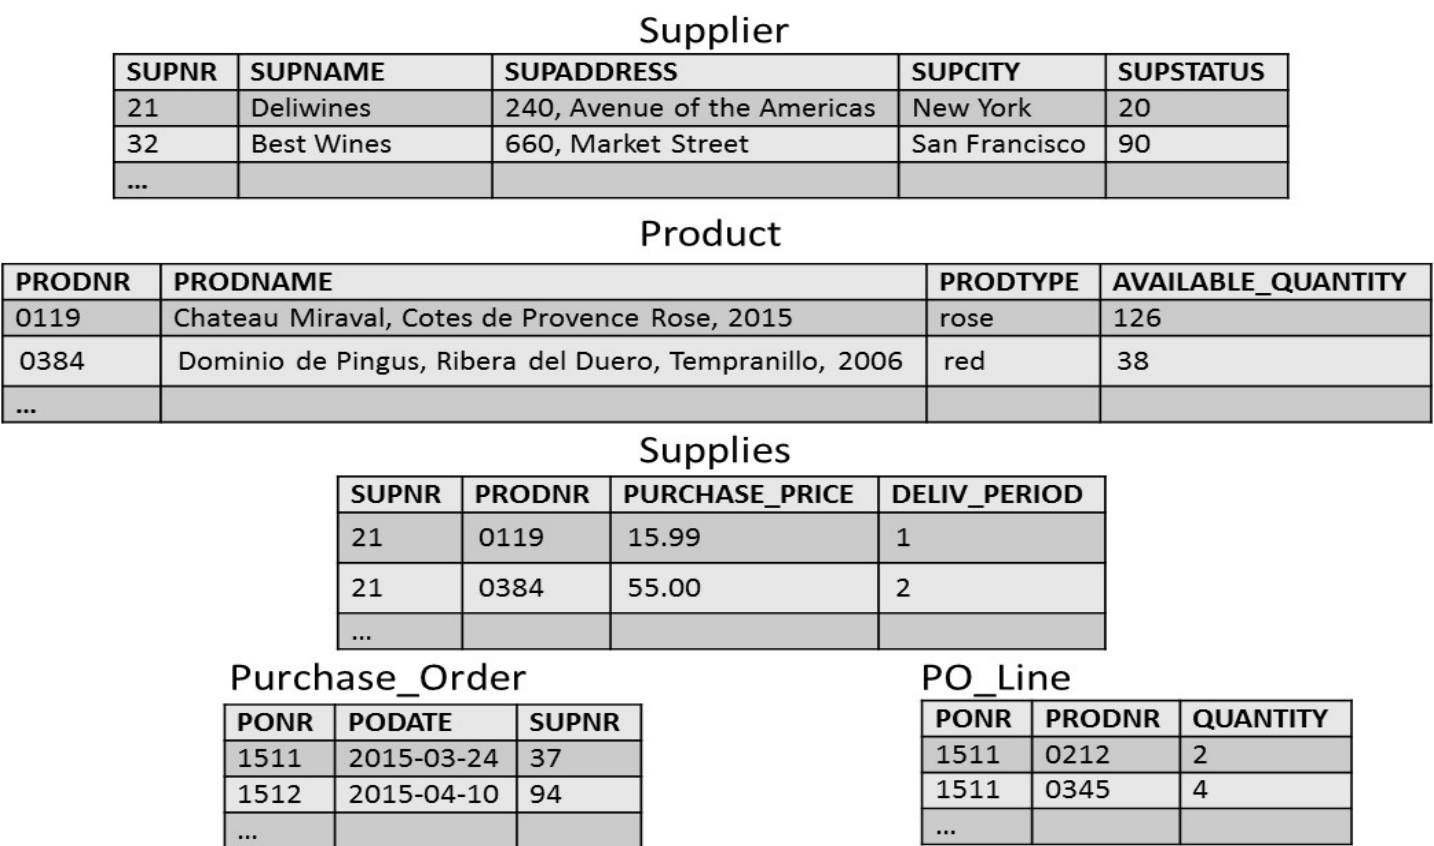 Supplier
SUPNR SUPNAME SUPADDRESS SUPCITY SUPSTATUS
21 Deliwines 240, Avenue of the Americas New York 20
32 Best Wines 660, Market Street San Francisco 90
...
Product
PRODNR PRODNAME PRODTYPE AVAILABLE_QUANTITY
0119 Chateau Miraval, Cotes de Provence Rose, 2015 rose 126
0384 Dominio de Pingus, Ribera del Duero, Tempranillo, 2006 red 38
...
Supplies
SUPNR PRODNR PURCHASE_PRICE DELIV_PERIOD
21 0119 15.99 1
21 0384 55.00 2
...
Purchase_Order
PONR PODATE SUPNR
1511 2015-03-24 37
1512 2015-04-10 94
...
PO_Line
PONR PRODNR QUANTITY
1511 0212 2
1511 0345 4
...